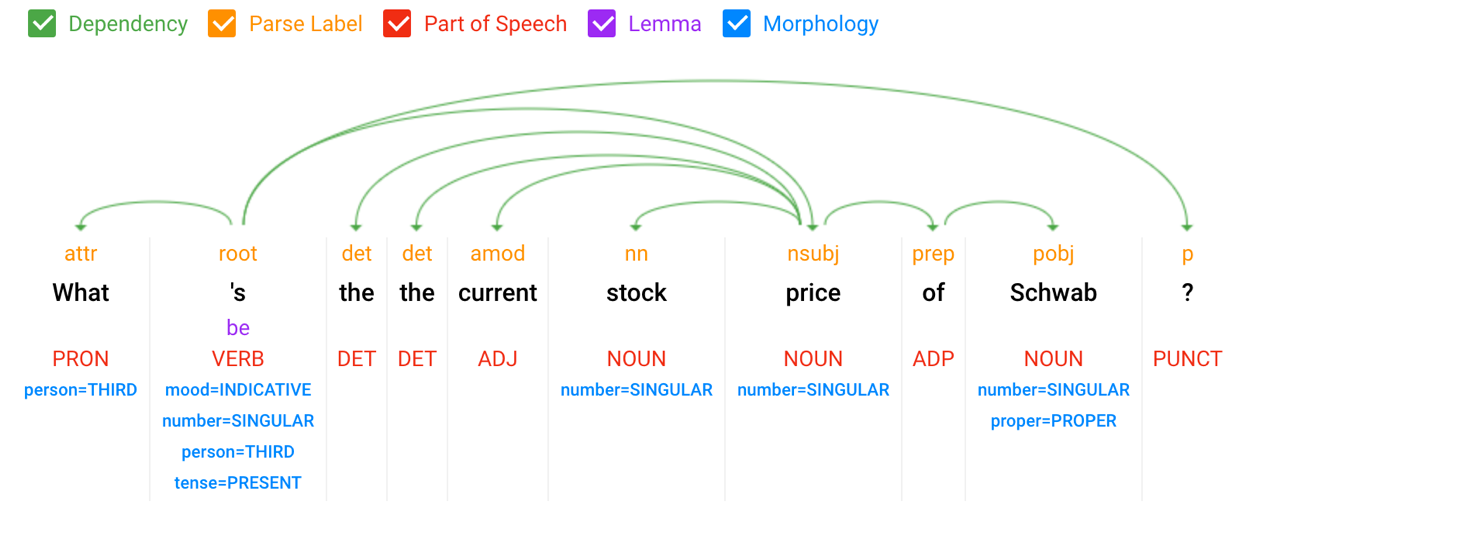 Dependency Parse Label Part of Speech Lemma Morphology
attr root det det amod nn nsubj prep pobj p
What 's the the current stock price of Schwab ?
be
PRON VERB DET DET ADJ NOUN NOUN ADP NOUN PUNCT
person=THIRD mood=INDICATIVE number=SINGULAR number=SINGULAR number=SINGULAR
number=SINGULAR proper=PROPER
person=THIRD
tense=PRESENT